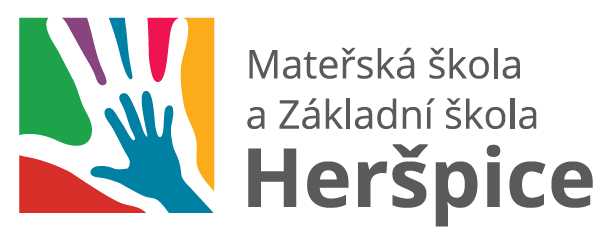 Mateřská škola
a Základní škola
Heršpice